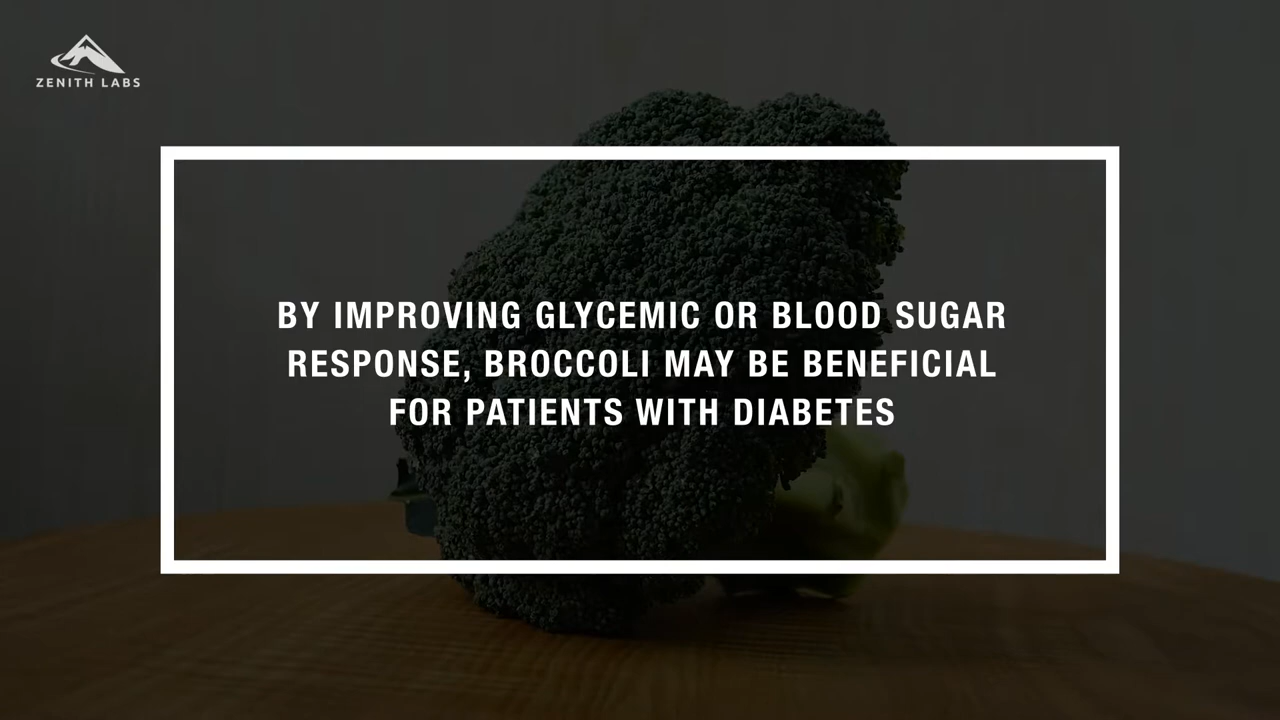 ZENITH LABS
BY IMPROVING GLYCEMIC OR BLOOD SUGAR
RESPONSE, BROCCOLI MAY BE BENEFICIAL
FOR PATIENTS WITH DIABETES